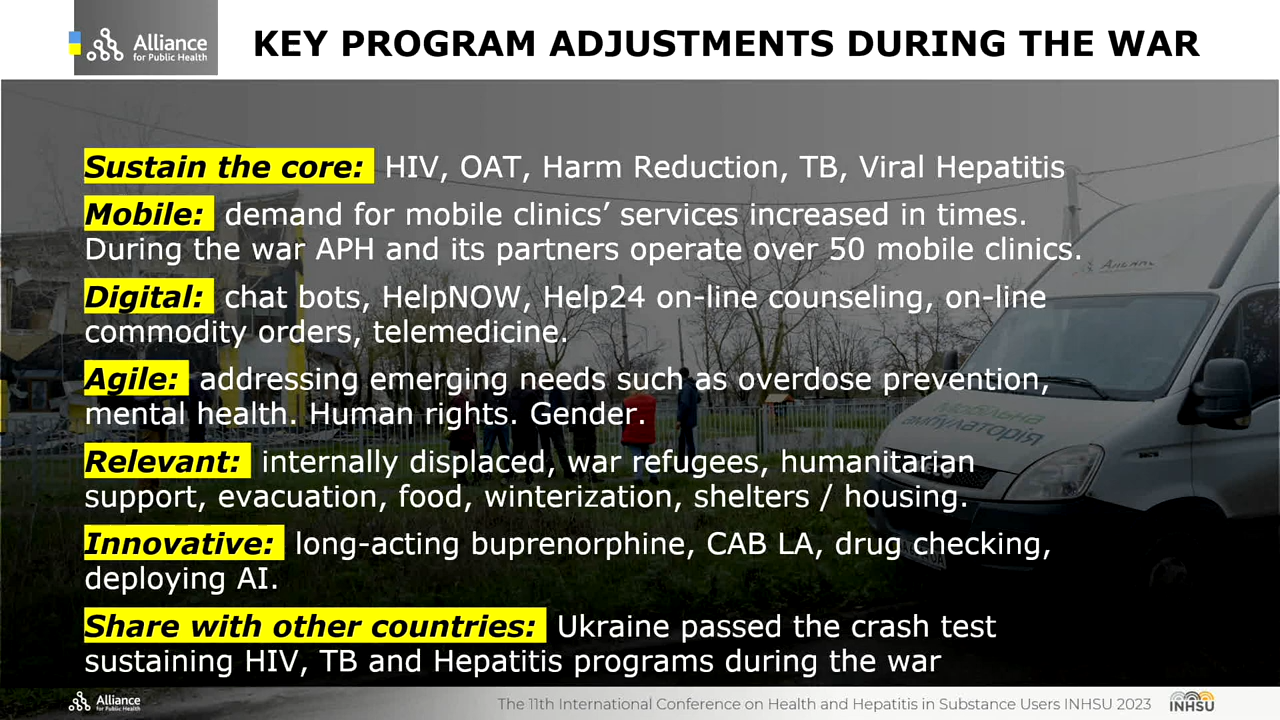 Alliance
for Public Health
KEY PROGRAM ADJUSTMENTS DURING THE WAR
Sustain the core: HIV, OAT, Harm Reduction, TB, Viral Hepatitis
Mobile: demand for mobile clinics’ services increased in times.
During the war APH and its partners operate over 50 mobile clinics.
Digital: chat bots, HelpNOW, Help24 on-line counseling, on-line
commodity orders, telemedicine.
Agile: addressing emerging needs such as overdose prevention,
mental health. Human rights. Gender.
Relevant: internally displaced, war refugees, humanitarian
support, evacuation, food, winterization, shelters / housing.
Innovative: long-acting buprenorphine, CAB LA, drug checking,
deploying AI.
Share with other countries: Ukraine passed the crash test
sustaining HIV, TB and Hepatitis programs during the war
Alliance
for Public Health
The 11th International Conference on Health and Hepatitis in Substance Users INHSU 2023
INHSU